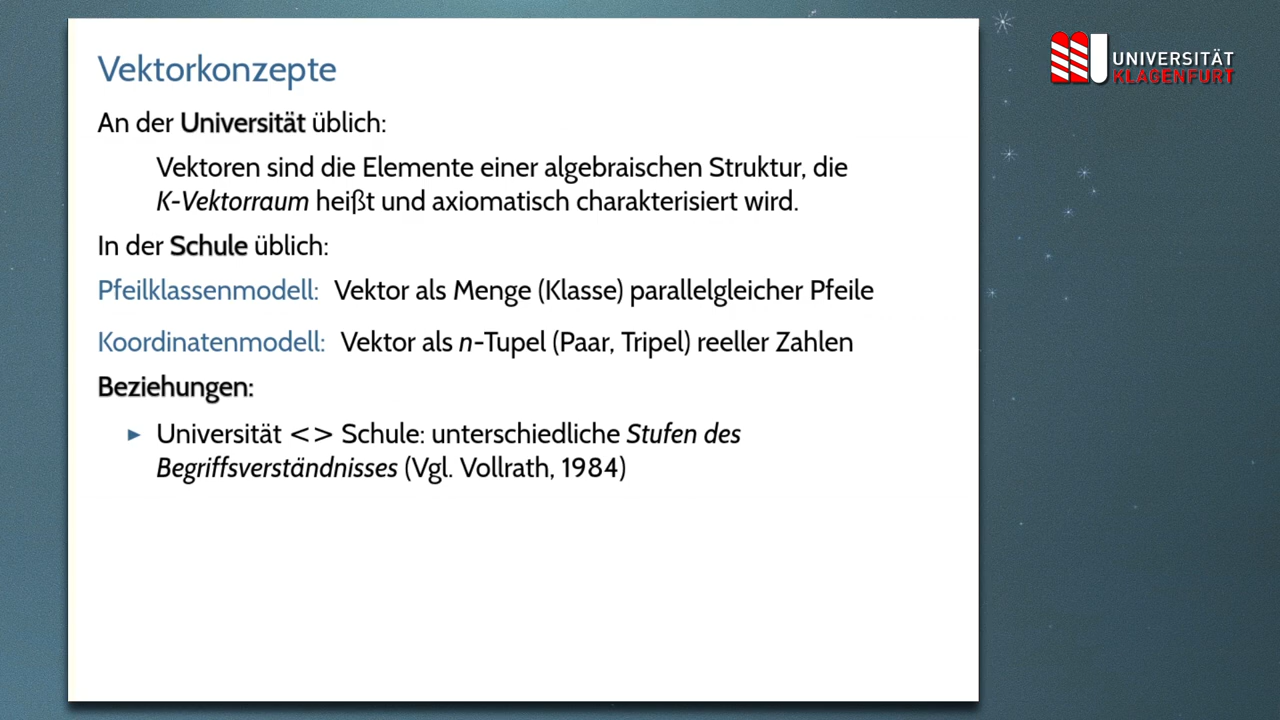 Vektorkonzepte
An der Universität üblich:
Vektoren sind die Elemente einer algebraischen Struktur, die
K-Vektorraum heißt und axiomatisch charakterisiert wird.
In der Schule üblich:
Pfeilklassenmodell: Vektor als Menge (Klasse) parallelgleicher Pfeile
Koordinatenmodell: Vektor als n-Tupel (Paar, Tripel) reeller Zahlen
Beziehungen:
► Universität <> Schule: unterschiedliche Stufen des
Begriffsverständnisses (Vgl. Vollrath, 1984)
UNIVERSITÄT
KLAGENFURT